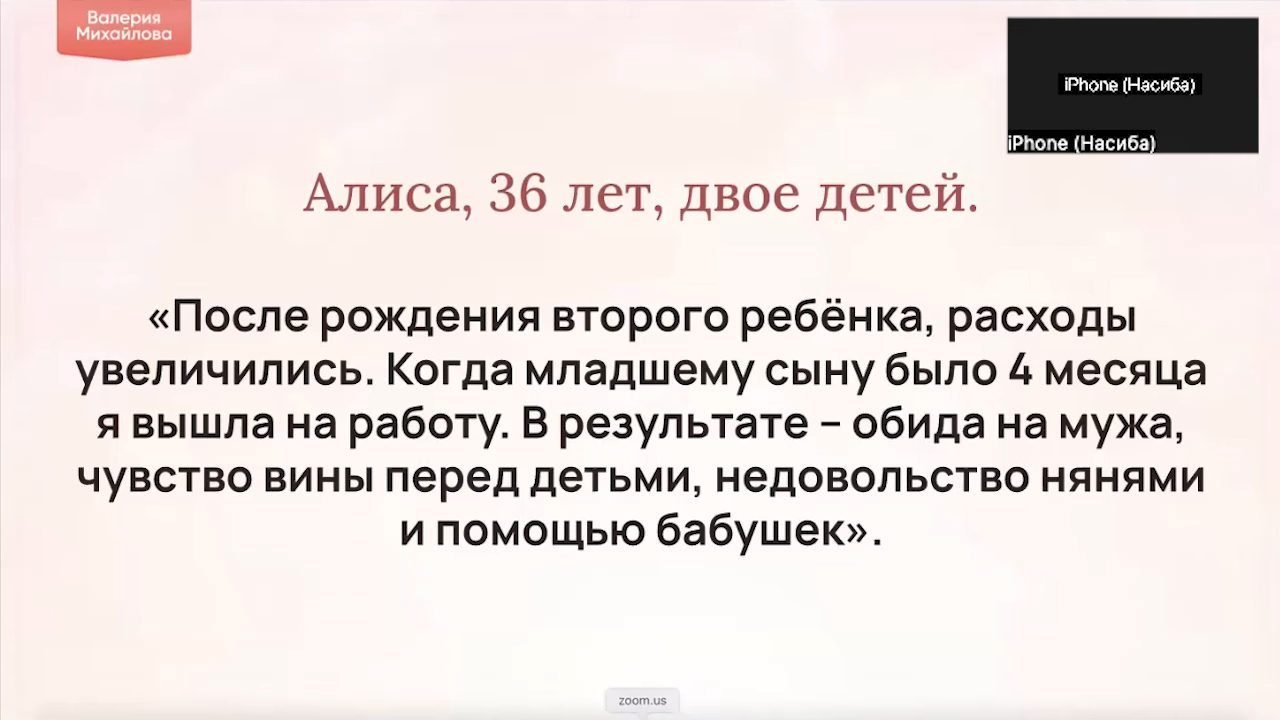 Валерия
Михайлова
iPhone (Насиба)
iPhone (Насиба)
Алиса, 36 лет, двое детей.
«После рождения второго ребёнка, расходы
увеличились. Когда младшему сыну было 4 месяца
я вышла на работу. В результате – обида на мужа,
чувство вины перед детьми, недовольство нянями
и помощью бабушек».
zoom.us